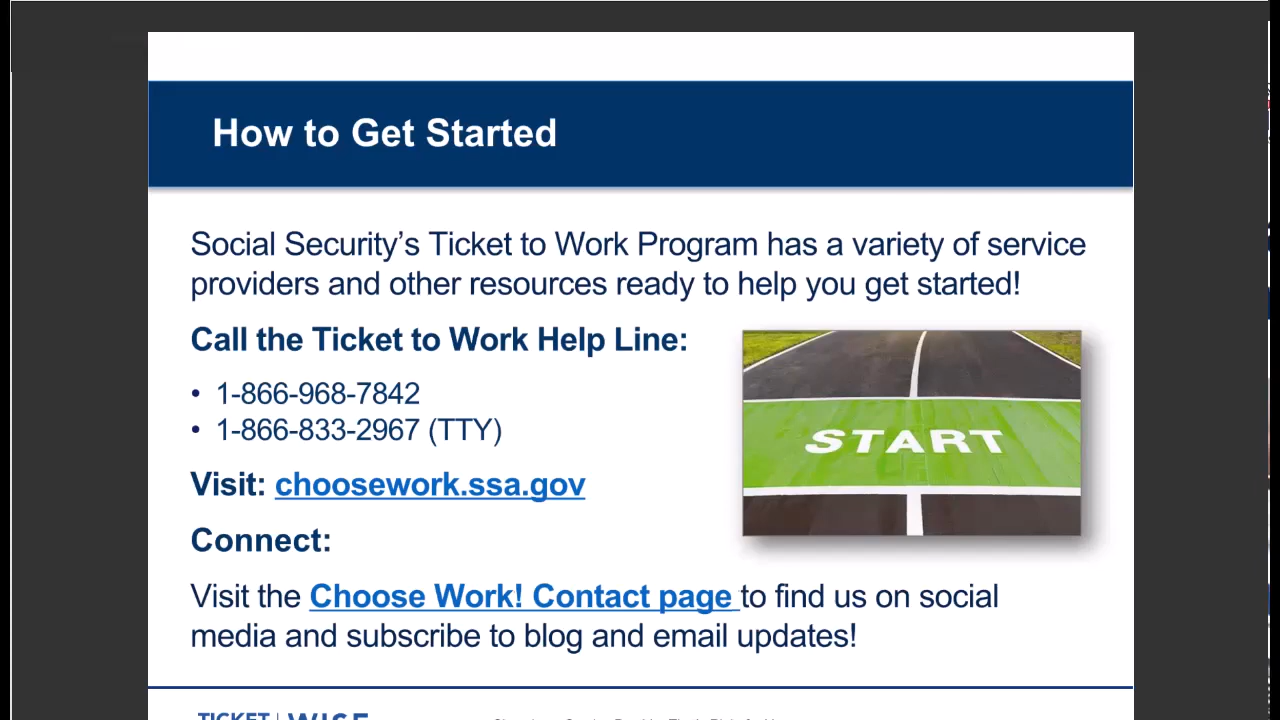 How to Get Started
Social Security’s Ticket to Work Program has a variety of service
providers and other resources ready to help you get started!
Call the Ticket to Work Help Line:
• 1-866-968-7842
• 1-866-833-2967 (TTY)
START
Visit: choosework.ssa.gov
Connect:
Visit the Choose Work! Contact page to find us on social
media and subscribe to blog and email updates!
TICKET | WISE